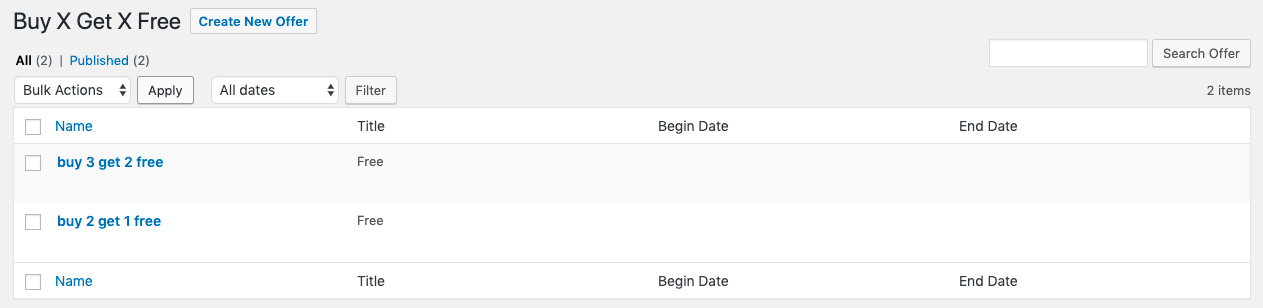 Buy X Get X Free Create New Offer
All (2) | Published (2)
Search Offer
Bulk Actions Apply All dates Filter 2 items
Name Title Begin Date End Date
buy 3 get 2 free Free
buy 2 get 1 free Free
Name Title Begin Date End Date